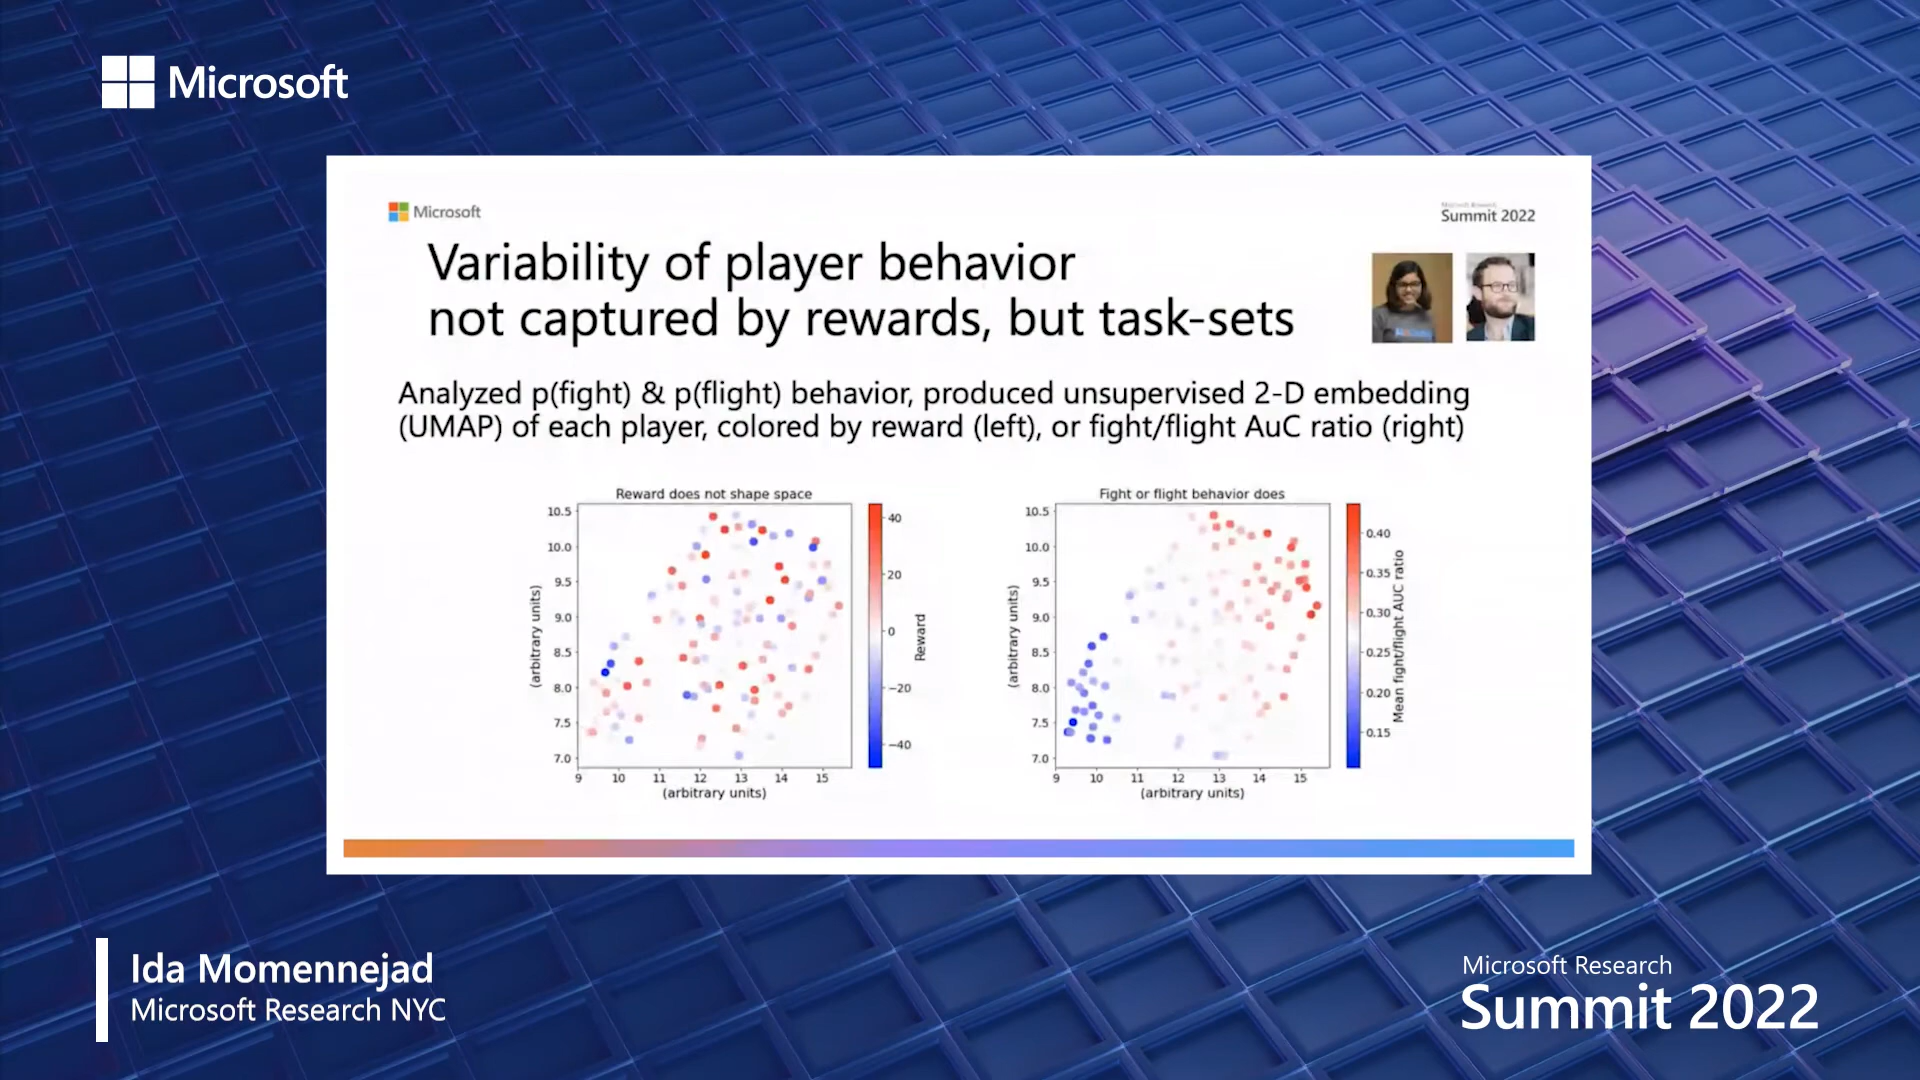 Microsoft
Microsoft
Summit 2022
Variability of player behavior
not captured by rewards, but task-sets
Analyzed p(fight) & p(flight) behavior, produced unsupervised 2-D embedding
(UMAP) of each player, colored by reward (left), or fight/flight AuC ratio (right)
Reward does not shape space
10.5
10.0
9.5
9.0
8.5
8.0
7.5
7.0
(arbitrary units)
9 10 11 12 13 14 15
(arbitrary units)
40
20
0
−20
−40
Reward
Fight or flight behavior does
10.5
10.0
9.5
9.0
8.5
8.0
7.5
7.0
(arbitrary units)
9 10 11 12 13 14 15
(arbitrary units)
0.40
0.35
0.30
0.25
0.20
0.15
Mean fight/flight AUC ratio
Ida Momennejad
Microsoft Research NYC
Microsoft Research
Summit 2022